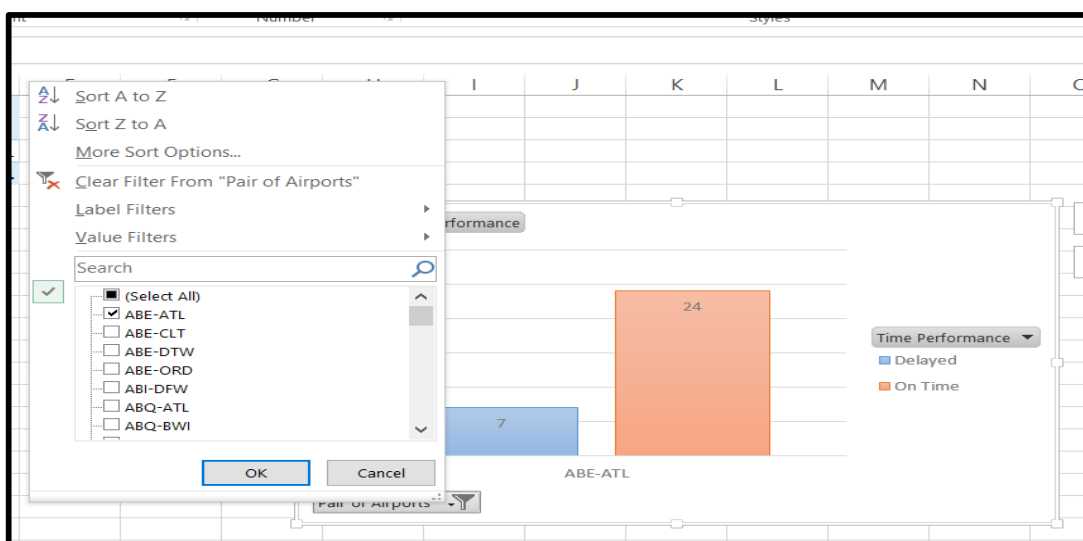 Number
Styles
I J K L M N
Sort A to Z
Sort Z to A
More Sort Options...
Clear Filter From "Pair of Airports"
Label Filters
Value Filters
Search
(Select All)
ABE-ATL
ABE-CLT
ABE-DTW
ABE-ORD
ABI-DFW
ABQ-ATL
ABQ-BWI
OK Cancel
rformance
24
7
ABE-ATL
Time Performance
Delayed
On Time
Pair of Airports